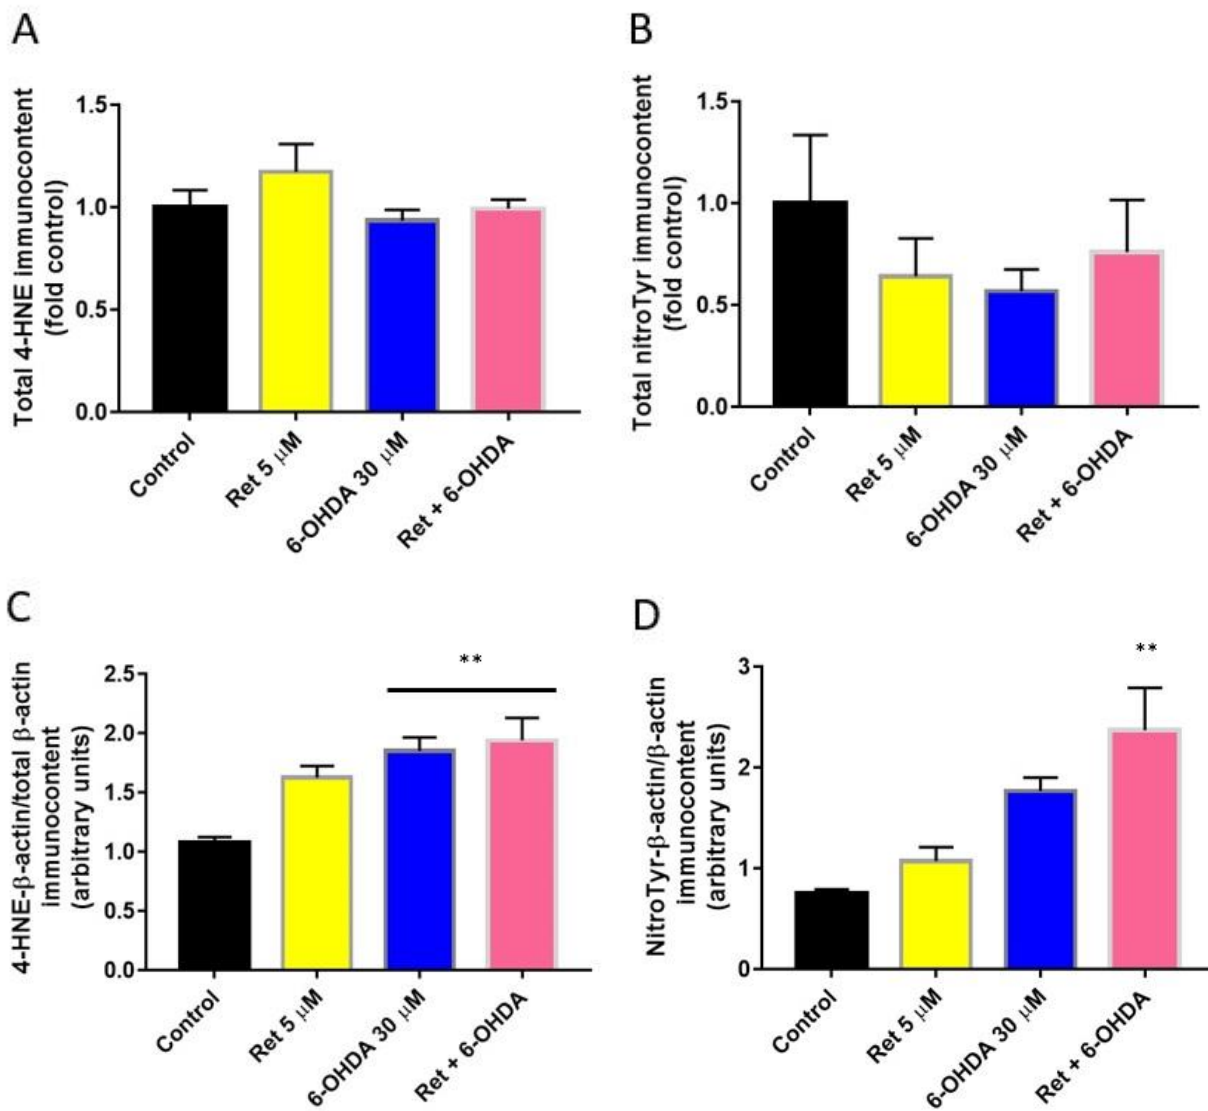 A
Total 4-HNE immunocontent
(fold control)
1.5
1.0
0.5
0.0
Control
Ret 5 μM
6-OHDA 30 μM
Ret + 6-OHDA
B
Total nitroTyr immunocontent
(fold control)
1.5
1.0
0.5
0.0
Control
Ret 5 μM
6-OHDA 30 μM
Ret + 6-OHDA
C
4-HNE-β-actin/total β-actin
immunocontent
(arbitrary units)
2.5
2.0
1.5
1.0
0.5
0.0
**
Control
Ret 5 μM
6-OHDA 30 μM
Ret + 6-OHDA
D
NitroTyr-β-actin/β-actin
immunocontent
(arbitrary units)
3
2
1
0
**
Control
Ret 5 μM
6-OHDA 30 μM
Ret + 6-OHDA